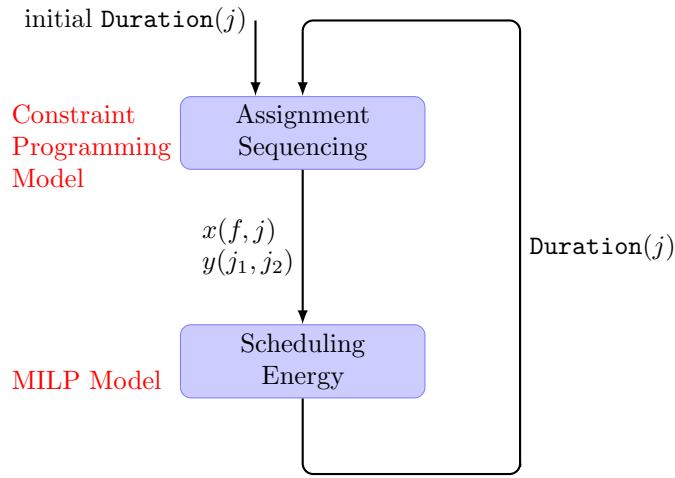 initial Duration(j)
Constraint
Programming
Model
Assignment
Sequencing
x(f, j)
y(j₁, j₂)
Duration(j)
MILP Model
Scheduling
Energy